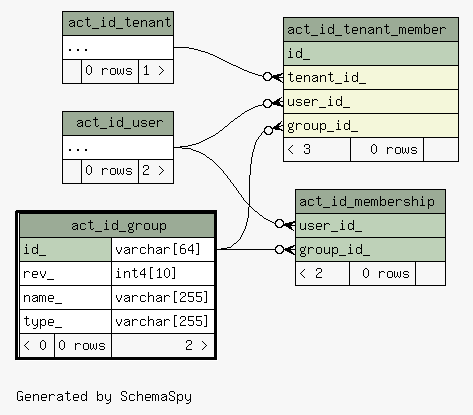 act_id_tenant
...
0 rows 1 >
act_id_user
...
0 rows 2 >
act_id_group
id_ varchar[64]
rev_ int4[10]
name_ varchar[255]
type_ varchar[255]
< 0 0 rows 2 >
act_id_tenant_member
id_
tenant_id_
user_id_
group_id_
< 3 0 rows
act_id_membership
user_id_
group_id_
< 2 0 rows
Generated by SchemaSpy